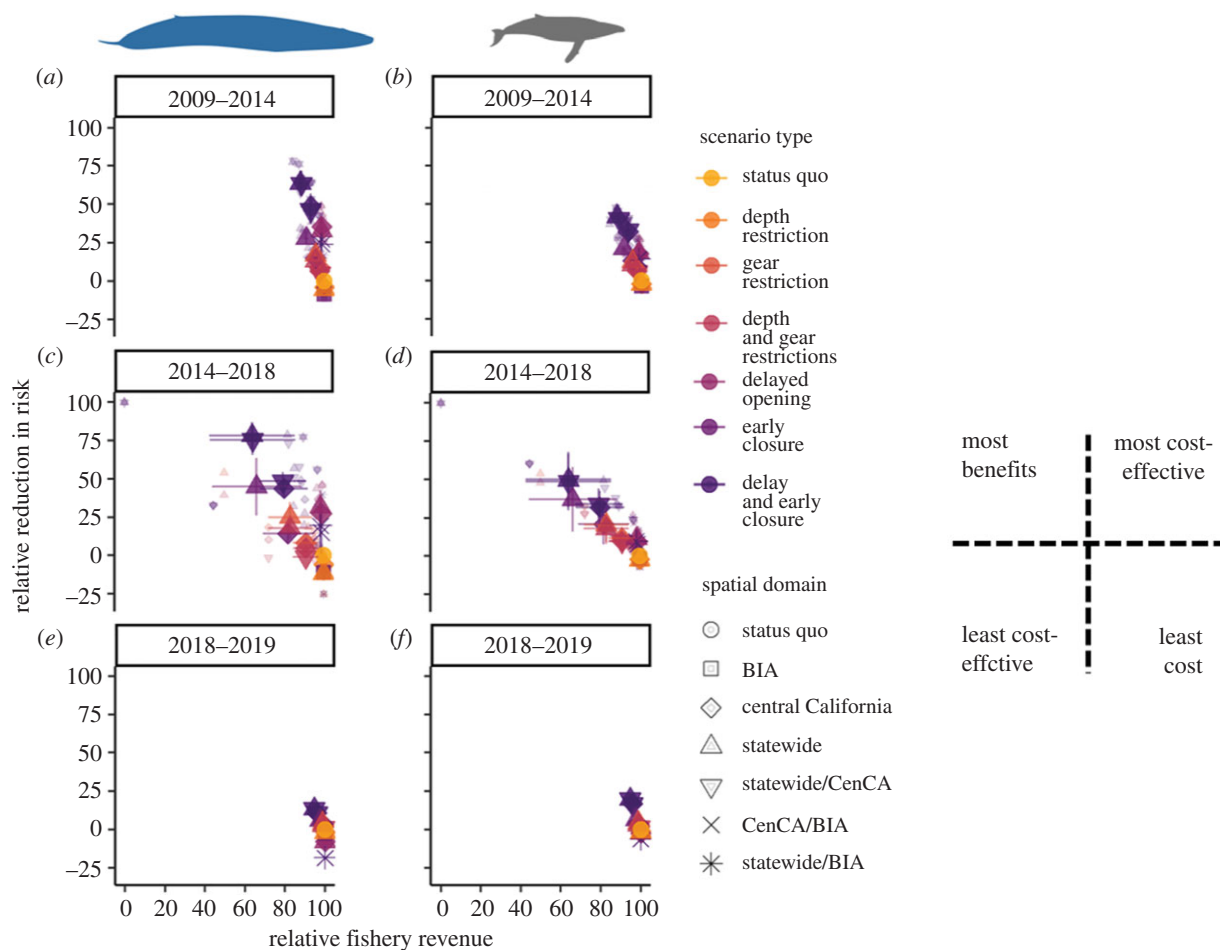 (a)
2009–2014
(b)
2009–2014
100
75
50
25
0
−25
(c)
2014–2018
(d)
2014–2018
100
75
50
25
0
−25
relative reduction in risk
(e)
2018–2019
(f)
2018–2019
100
75
50
25
0
−25
0 20 40 60 80 100
0 20 40 60 80 100
relative fishery revenue
scenario type
status quo
depth
restriction
gear
restriction
depth
and gear
restrictions
delayed
opening
early
closure
delay
and early
closure
spatial domain
status quo
BIA
central California
statewide
statewide/CenCA
CenCA/BIA
statewide/BIA
most
benefits
most cost-
effective
least cost-
effctive
least
cost